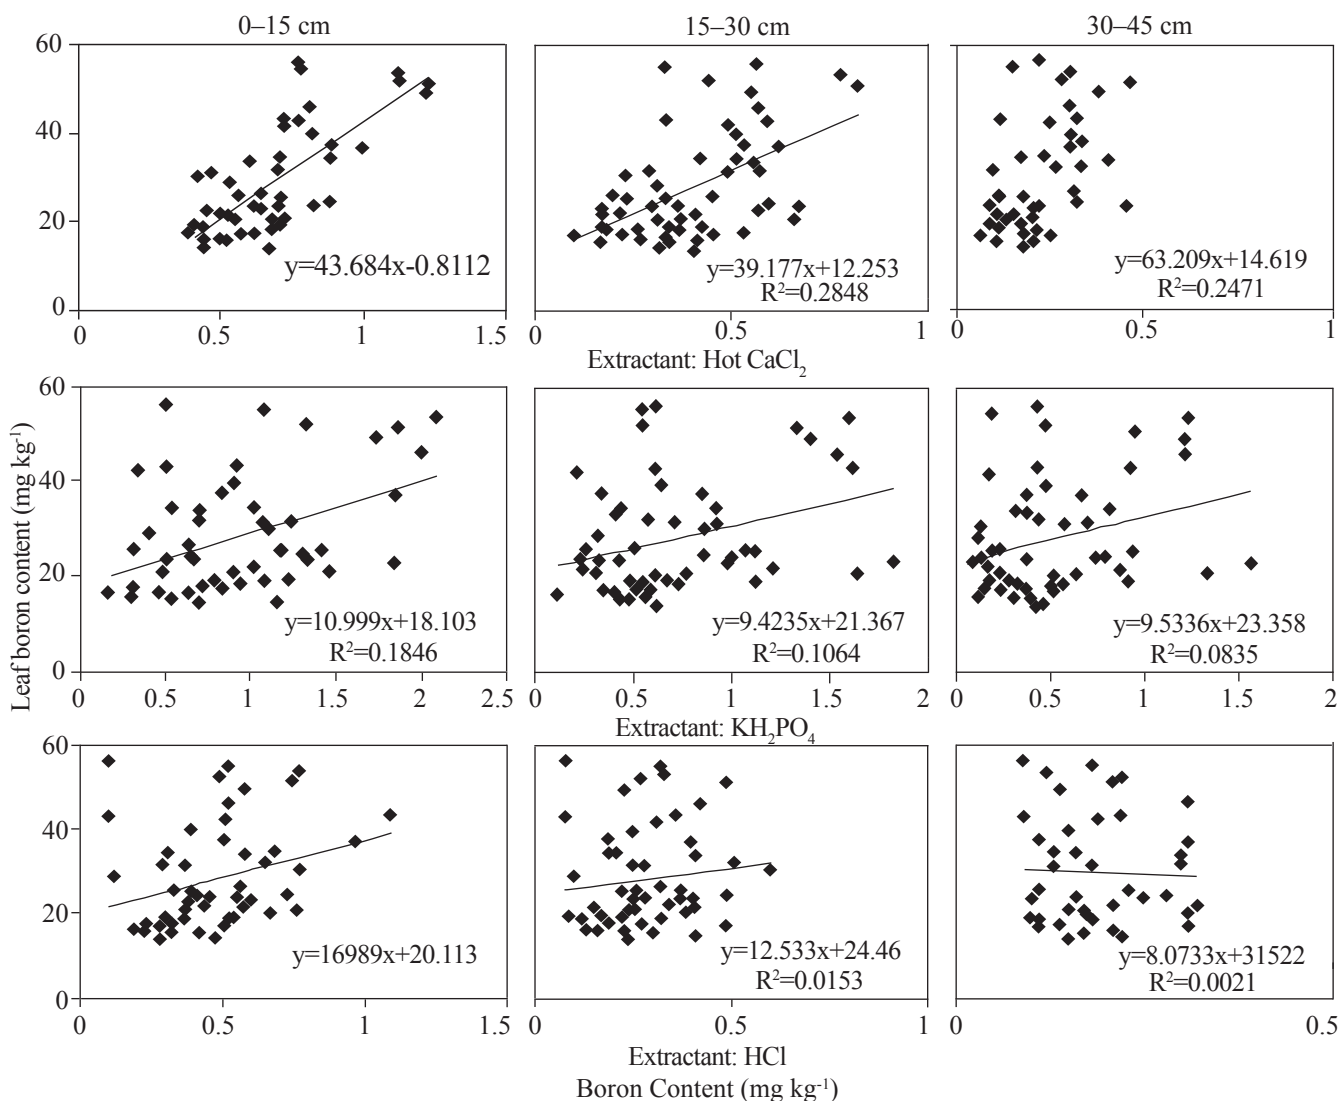 0–15 cm
15–30 cm
30–45 cm
60
40
20
0
y=43.684x-0.8112
0
0.5
1
1.5
y=39.177x+12.253
R²=0.2848
0
0.5
1
y=63.209x+14.619
R²=0.2471
0
0.5
1
Extractant: Hot CaCl₂
Leaf boron content (mg kg⁻¹)
60
40
20
0
y=10.999x+18.103
R²=0.1846
0
0.5
1
1.5
2
2.5
y=9.4235x+21.367
R²=0.1064
0
0.5
1
1.5
2
y=9.5336x+23.358
R²=0.0835
0
0.5
1
1.5
2
Extractant: KH₂PO₄
60
40
20
0
y=16989x+20.113
0
0.5
1
1.5
y=12.533x+24.46
R²=0.0153
0
0.5
1
y=8.0733x+31522
R²=0.0021
0
0.5
Extractant: HCl
Boron Content (mg kg⁻¹)